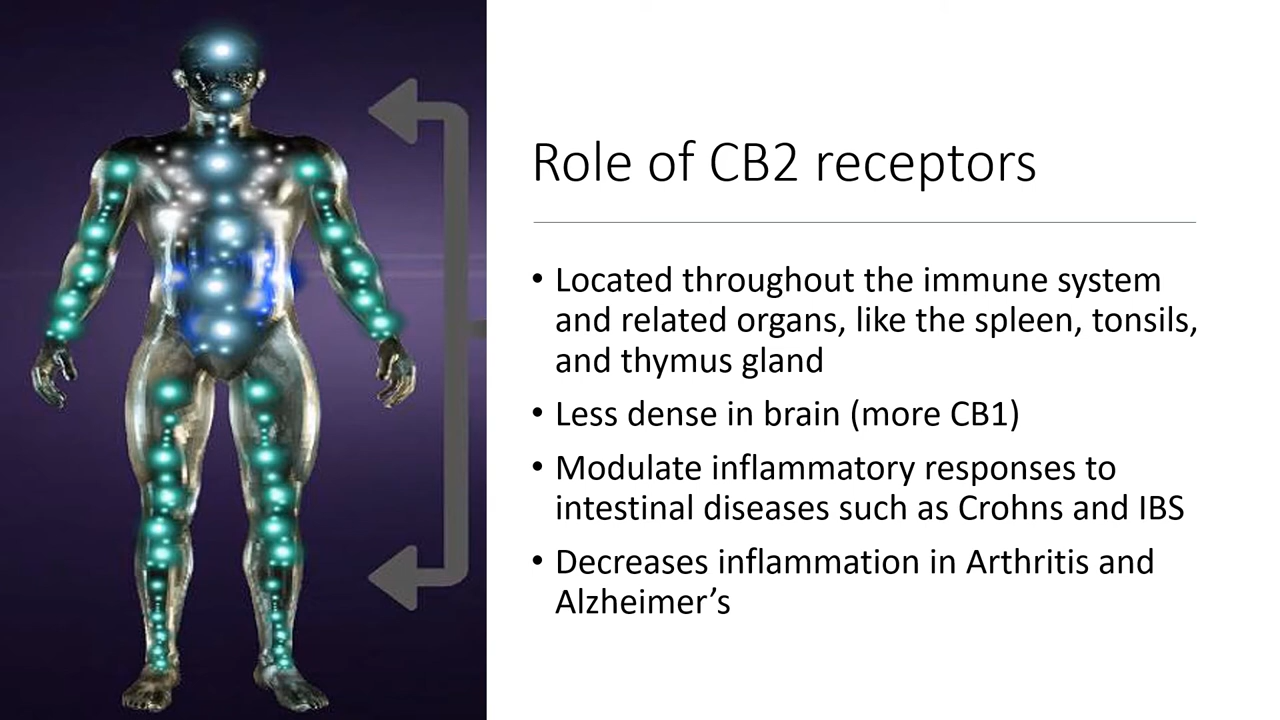 Role of CB2 receptors
• Located throughout the immune system
and related organs, like the spleen, tonsils,
and thymus gland
• Less dense in brain (more CB1)
• Modulate inflammatory responses to
intestinal diseases such as Crohns and IBS
• Decreases inflammation in Arthritis and
Alzheimer’s